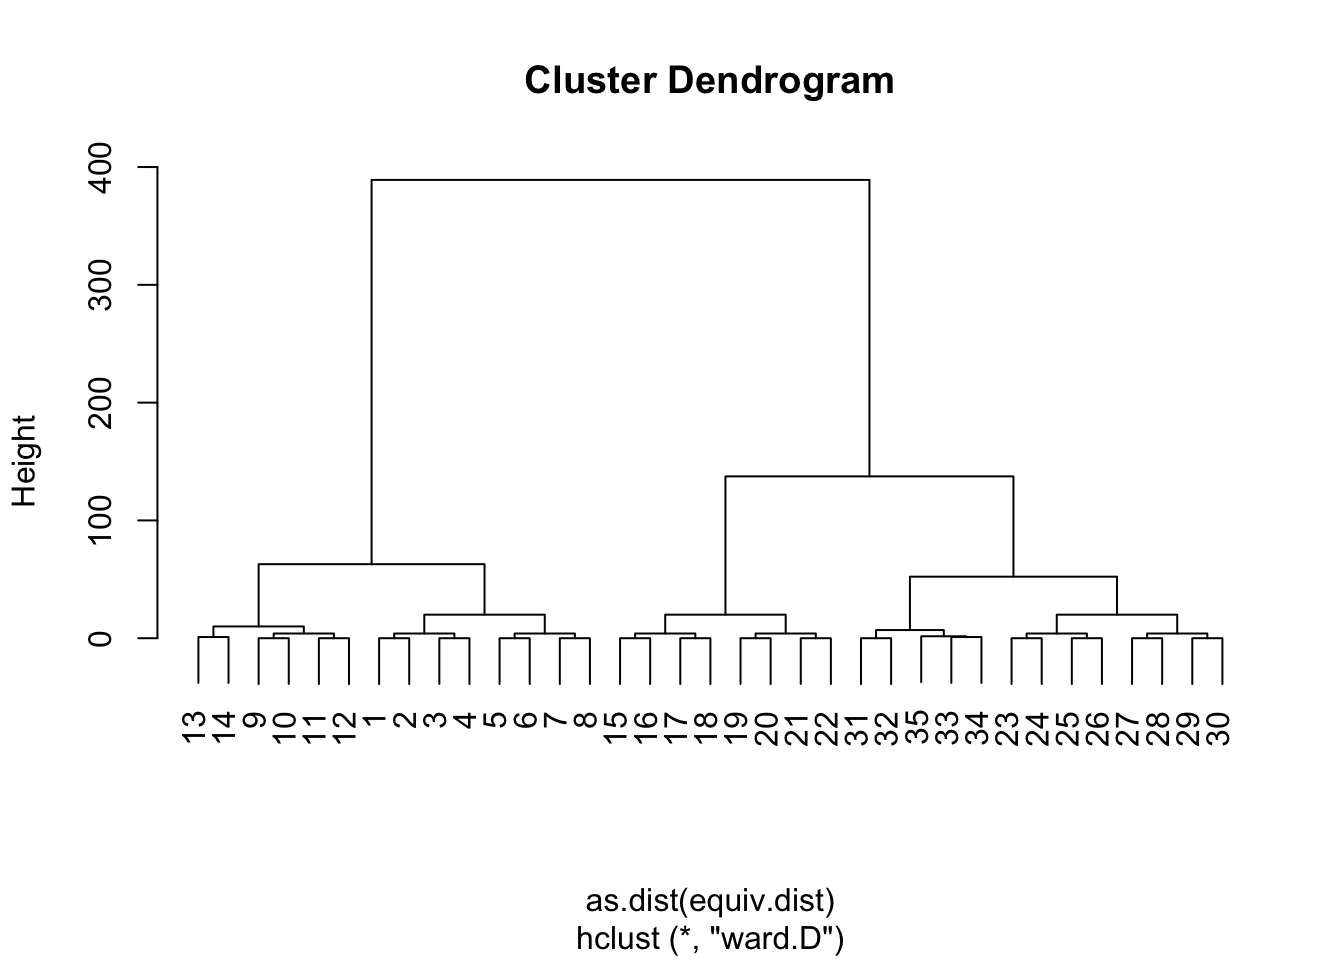 Cluster Dendrogram
400
300
200
100
0
Height
13 14 9 10 11 12 1 2 3 4 5 6 7 8 15 16 17 18 19 20 21 22 31 32 35 33 34 23 24 25 26 27 28 29 30
as.dist(equiv.dist)
hclust (*, "ward.D")